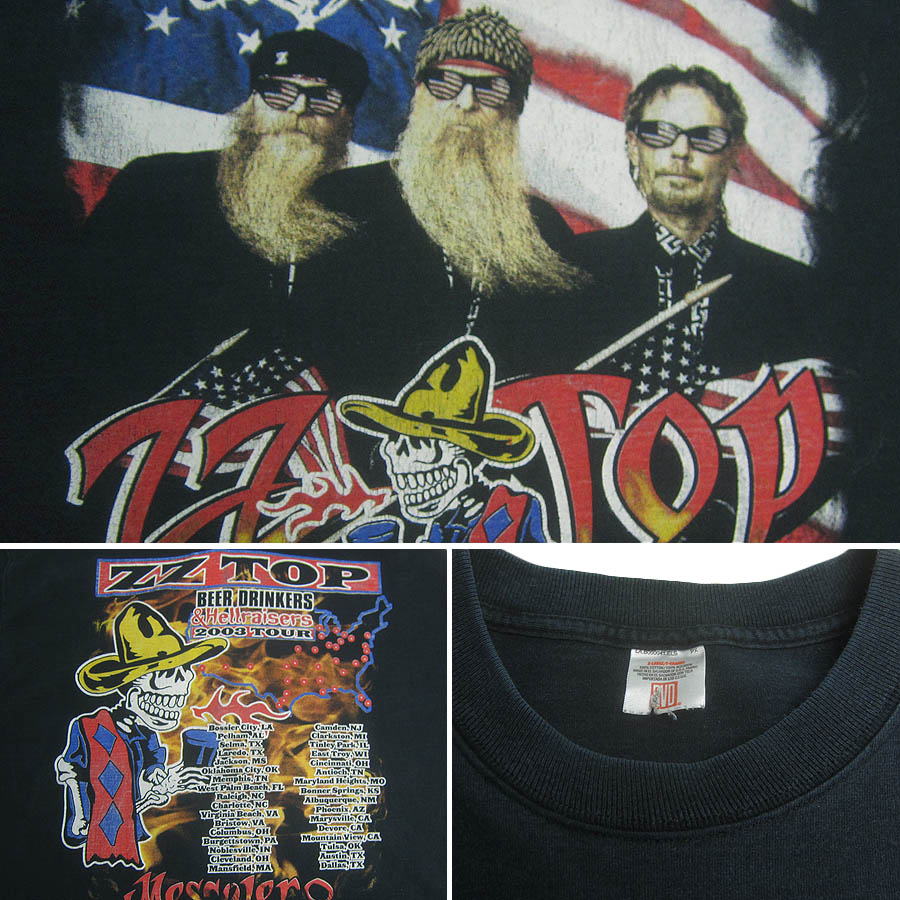 ZZ TOP
ZZ TOP
BEER DRINKERS
& Hellraisers
2003 TOUR
Bossier City, LA
Pelham, AL
Selma, TX
Laredo, TX
Jackson, MS
Oklahoma City, OK
Memphis, TN
West Palm Beach, FL
Raleigh, NC
Charlotte, NC
Virginia Beach, VA
Bristow, VA
Columbus, OH
Burgettstown, PA
Noblesville, IN
Cleveland, OH
Mansfield, MA
Camden, NJ
Clarkston, MI
Tinley Park, IL
East Troy, WI
Cincinnati, OH
Antioch, TN
Maryland Heights, MO
Bonner Springs, KS
Albuquerque, NM
Phoenix, AZ
Marysville, CA
Devore, CA
Mountain View, CA
Tulsa, OK
Austin, TX
Dallas, TX
Mescalero